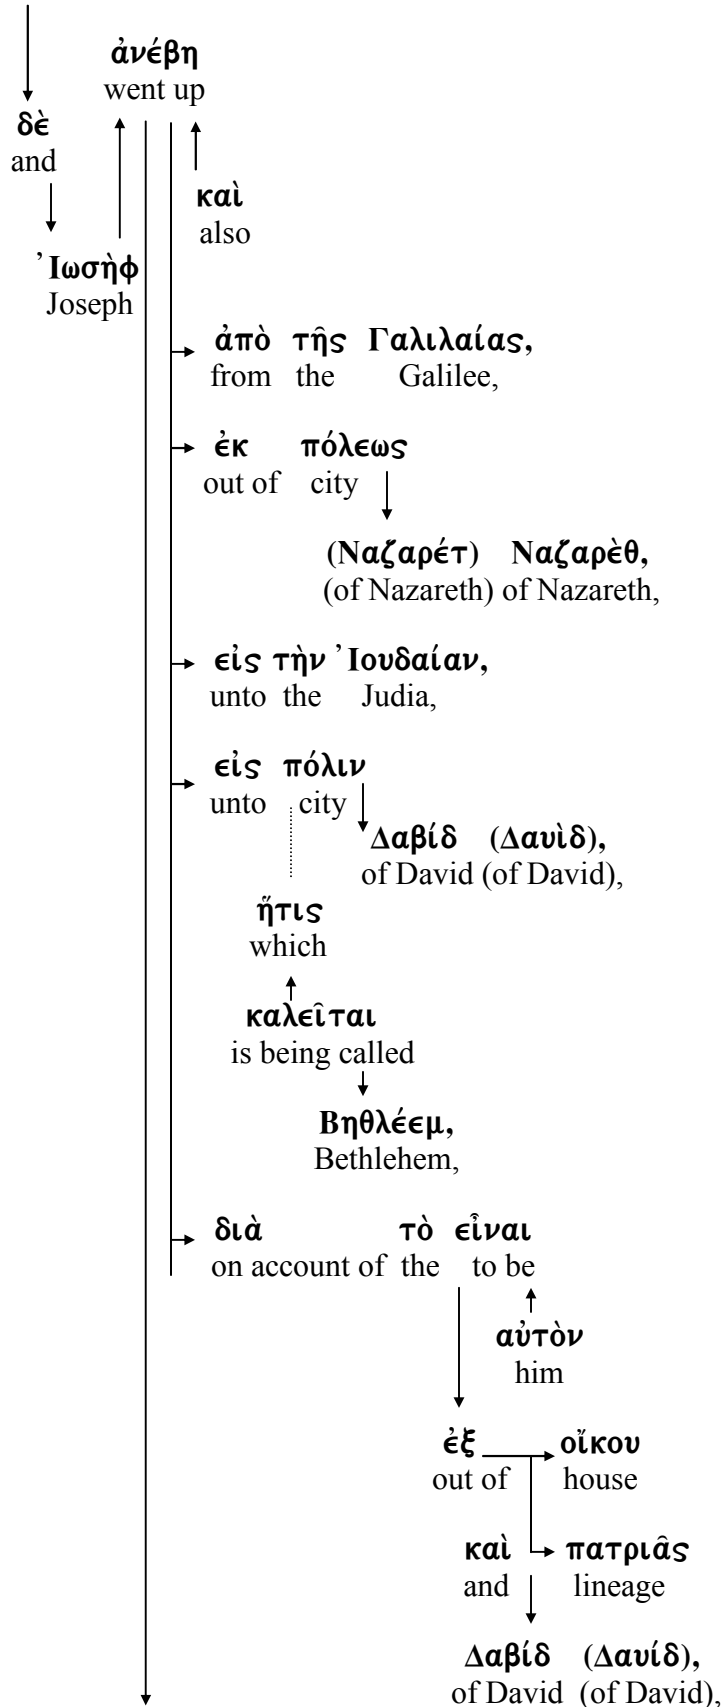 ἀνέβη
went up
δὲ
and
καὶ
also
᾿Ιωσὴφ
Joseph
ἀπὸ τῆς Γαλιλαίας,
from the Galilee,
ἐκ πόλεως
out of city
(Ναζαρέτ) Ναζαρὲθ,
(of Nazareth) of Nazareth,
εἰς τὴν ᾿Ιουδαίαν,
unto the Judia,
εἰς πόλιν
unto city
Δαβίδ (Δαυὶδ),
of David (of David),
ἥτις
which
καλεῖται
is being called
Βηθλέεμ,
Bethlehem,
διὰ τὸ εἶναι
on account of the to be
αὐτὸν
him
ἐξ οἴκου
out of house
καὶ πατριᾶς
and lineage
Δαβίδ (Δαυίδ),
of David (of David),